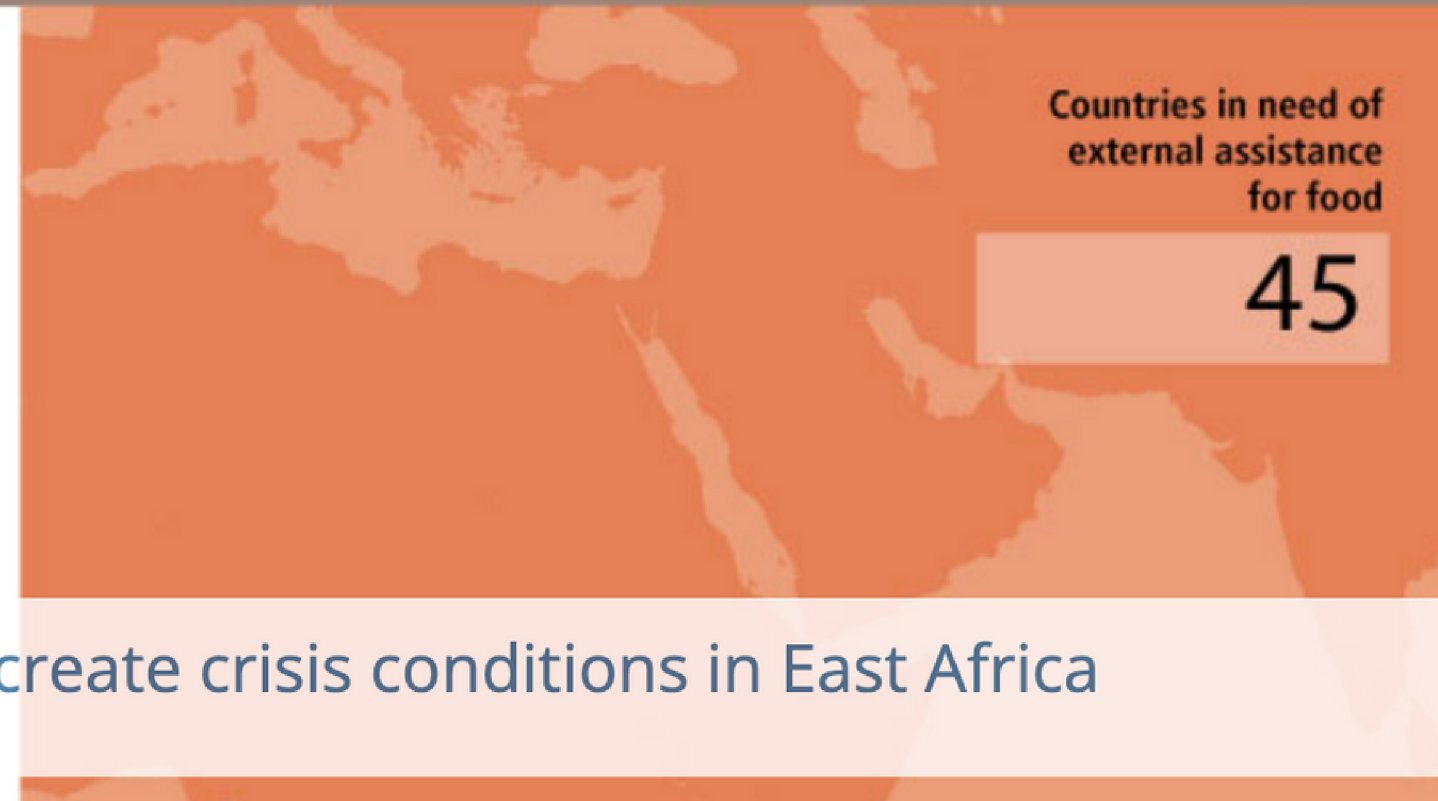 Countries in need of
external assistance
for food
45
create crisis conditions in East Africa